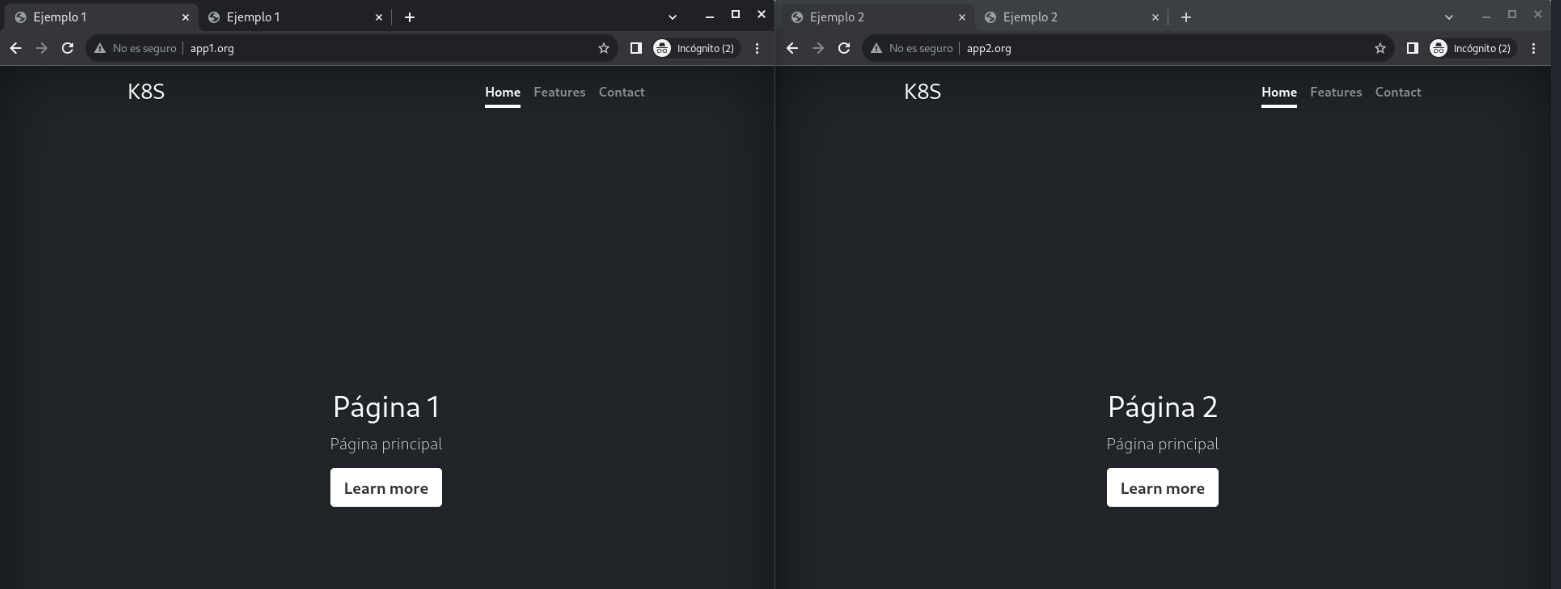 Ejemplo 1 Ejemplo 1
No es seguro app1.org Incógnito (2)
K8S Home Features Contact
Página 1
Página principal
Learn more
Ejemplo 2 Ejemplo 2
No es seguro app2.org Incógnito (2)
K8S Home Features Contact
Página 2
Página principal
Learn more